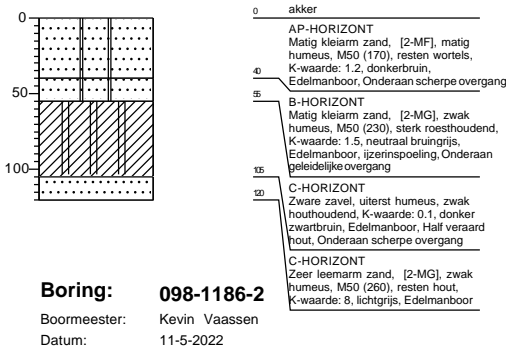 0
50
100
0
akker
AP-HORIZONT
Matig kleiarm zand, [2-MF], matig
humeus, M50 (170), resten wortels,
K-waarde: 1.2, donkerbruin,
Edelmanboor, Onderaan scherpe overgang
40
B-HORIZONT
Matig kleiarm zand, [2-MG], zwak
humeus, M50 (230), sterk roesthoudend,
K-waarde: 1.5, neutraal bruingrijs,
Edelmanboor, ijzerinspoeling, Onderaan
geleidelijke overgang
55
C-HORIZONT
Zware zavel, uiterst humeus, zwak
houthoudend, K-waarde: 0.1, donker
zwartbruin, Edelmanboor, Half veraard
hout, Onderaan scherpe overgang
105
C-HORIZONT
Zeer leemarm zand, [2-MG], zwak
humeus, M50 (260), resten hout,
K-waarde: 8, lichtgrijs, Edelmanboor
120
Boring: 098-1186-2
Boormeester: Kevin Vaassen
Datum: 11-5-2022